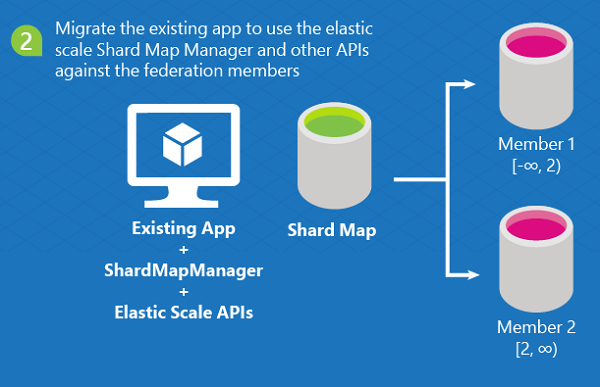 2
Migrate the existing app to use the elastic
scale Shard Map Manager and other APIs
against the federation members
Existing App
+
ShardMapManager
+
Elastic Scale APIs
Shard Map
Member 1
[-∞, 2)
Member 2
[2, ∞)